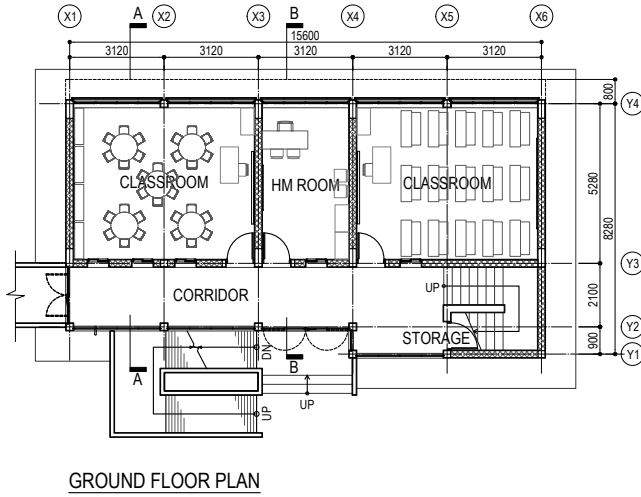 X1 A X2 X3 B X4 X5 X6
15600
3120 3120 3120 3120 3120
800
Y4
CLASSROOM HM ROOM CLASSROOM
5280
8280
Y3
UP
CORRIDOR
2100
STORAGE
Y2
DN
900
Y1
A B
UP UP
GROUND FLOOR PLAN